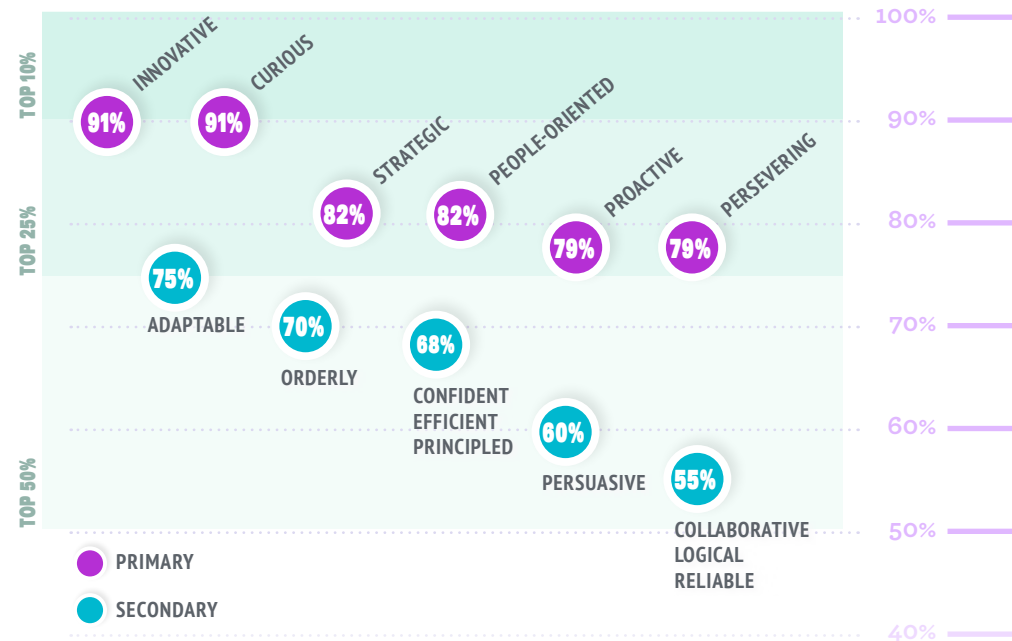 100%
INNOVATIVE
CURIOUS
TOP 10%
91%
91%
90%
STRATEGIC
PEOPLE-ORIENTED
PROACTIVE
PERSEVERING
82%
82%
80%
TOP 25%
79%
79%
75%
ADAPTABLE
70%
70%
68%
ORDERLY
CONFIDENT
EFFICIENT
PRINCIPLED
60%
60%
PERSUASIVE
55%
TOP 50%
COLLABORATIVE
LOGICAL
RELIABLE
50%
PRIMARY
SECONDARY
40%